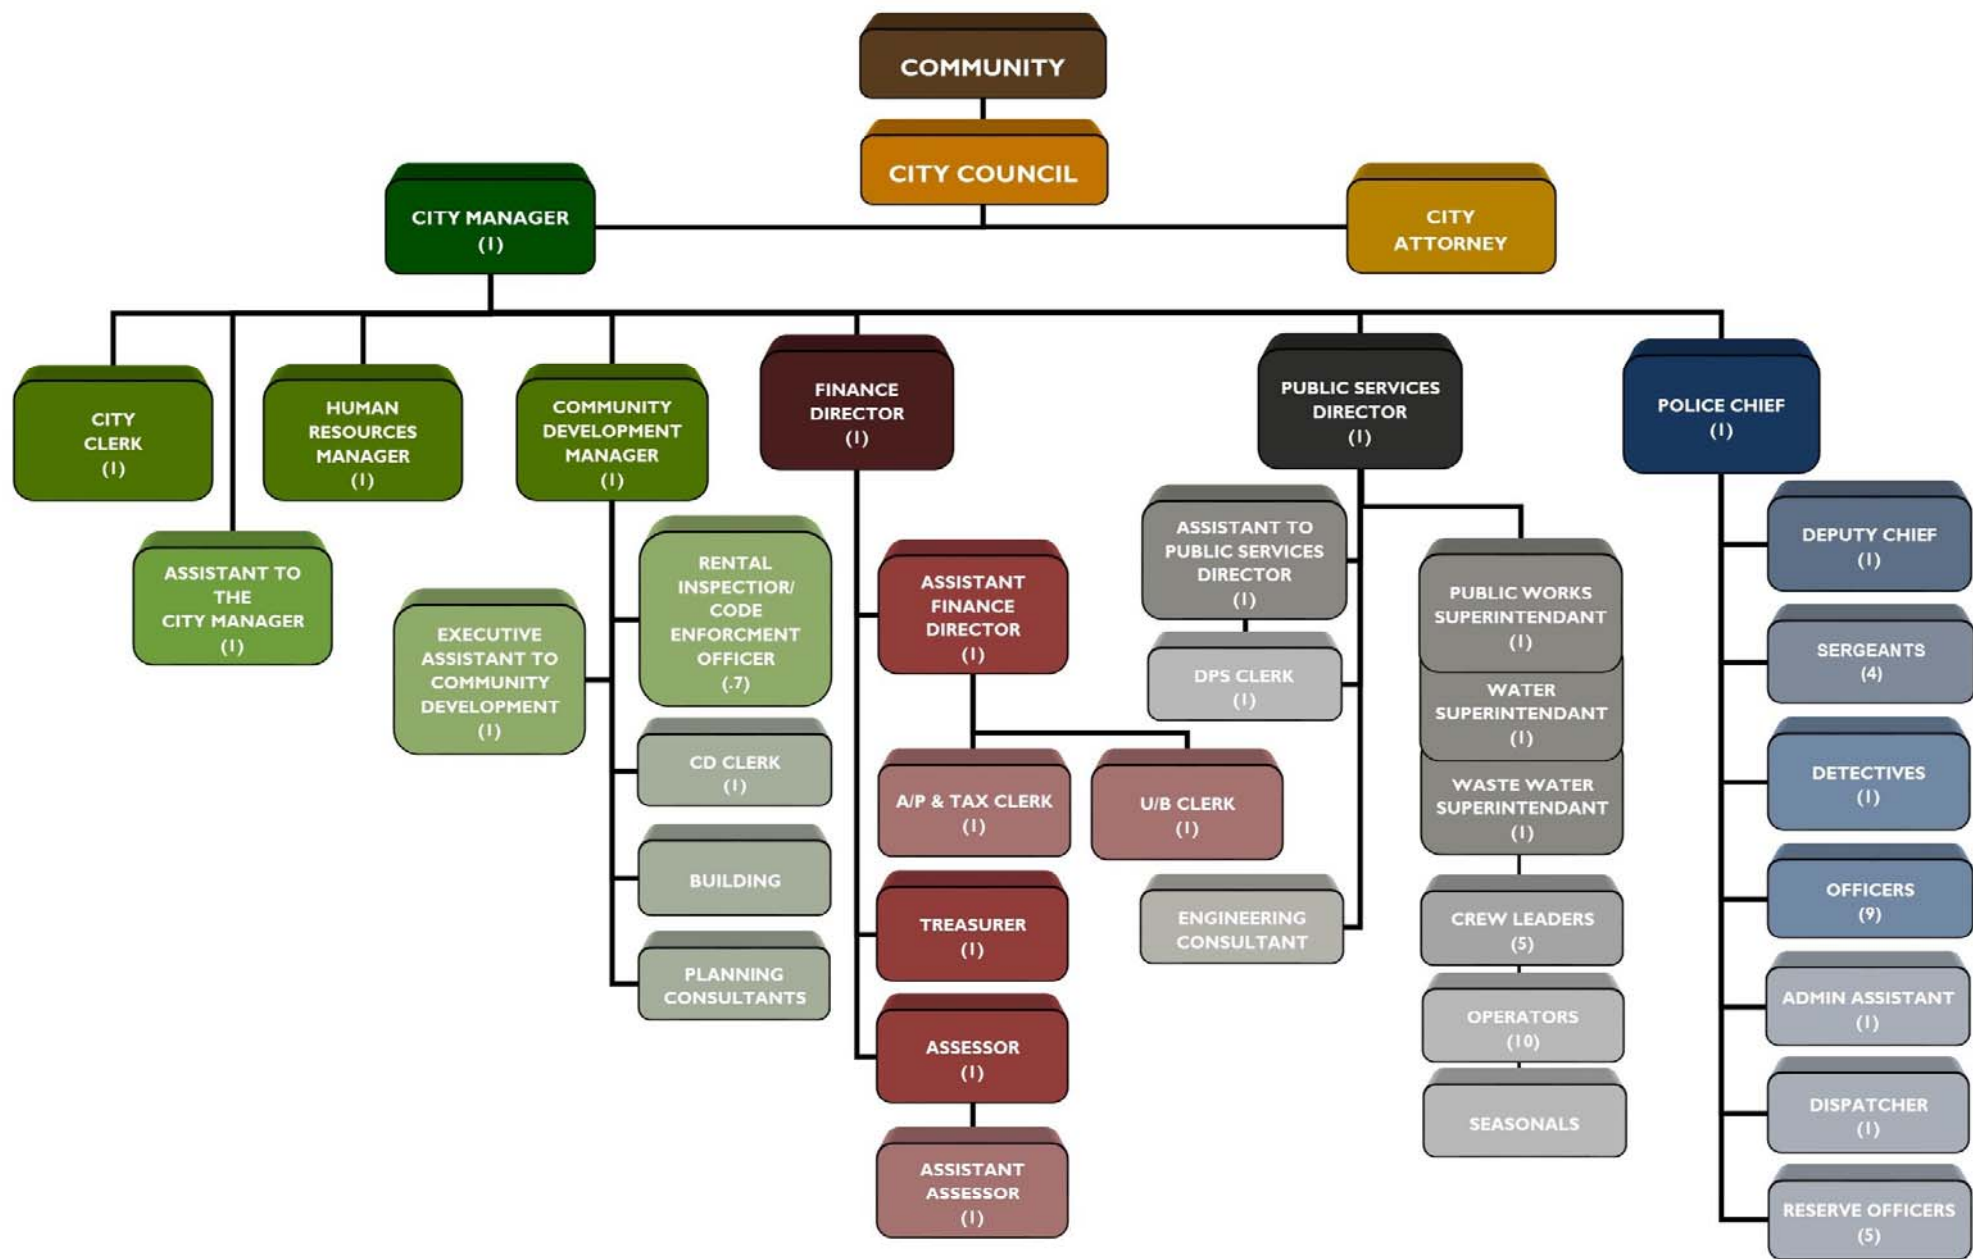 COMMUNITY
CITY COUNCIL
CITY MANAGER
(1)
CITY
ATTORNEY
CITY
CLERK
(1)
HUMAN
RESOURCES
MANAGER
(1)
COMMUNITY
DEVELOPMENT
MANAGER
(1)
FINANCE
DIRECTOR
(1)
PUBLIC SERVICES
DIRECTOR
(1)
POLICE CHIEF
(1)
ASSISTANT TO
THE
CITY MANAGER
(1)
EXECUTIVE
ASSISTANT TO
COMMUNITY
DEVELOPMENT
(1)
RENTAL
INSPECTIOR/
CODE
ENFORCMENT
OFFICER
(.7)
CD CLERK
(1)
BUILDING
PLANNING
CONSULTANTS
ASSISTANT
FINANCE
DIRECTOR
(1)
A/P & TAX CLERK
(1)
U/B CLERK
(1)
TREASURER
(1)
ASSESSOR
(1)
ASSISTANT
ASSESSOR
(1)
ASSISTANT TO
PUBLIC SERVICES
DIRECTOR
(1)
DPS CLERK
(1)
ENGINEERING
CONSULTANT
PUBLIC WORKS
SUPERINTENDANT
(1)
WATER
SUPERINTENDANT
(1)
WASTE WATER
SUPERINTENDANT
(1)
CREW LEADERS
(5)
OPERATORS
(10)
SEASONALS
DEPUTY CHIEF
(1)
SERGEANTS
(4)
DETECTIVES
(1)
OFFICERS
(9)
ADMIN ASSISTANT
(1)
DISPATCHER
(1)
RESERVE OFFICERS
(5)